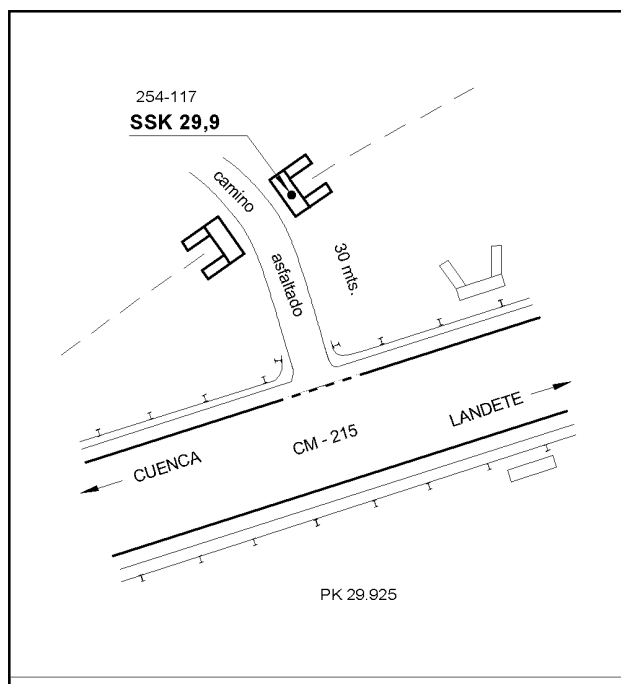 254-117
SSK 29,9
camino
asfaltado
30 mts.
LANDETE
CM - 215
CUENCA
PK 29.925